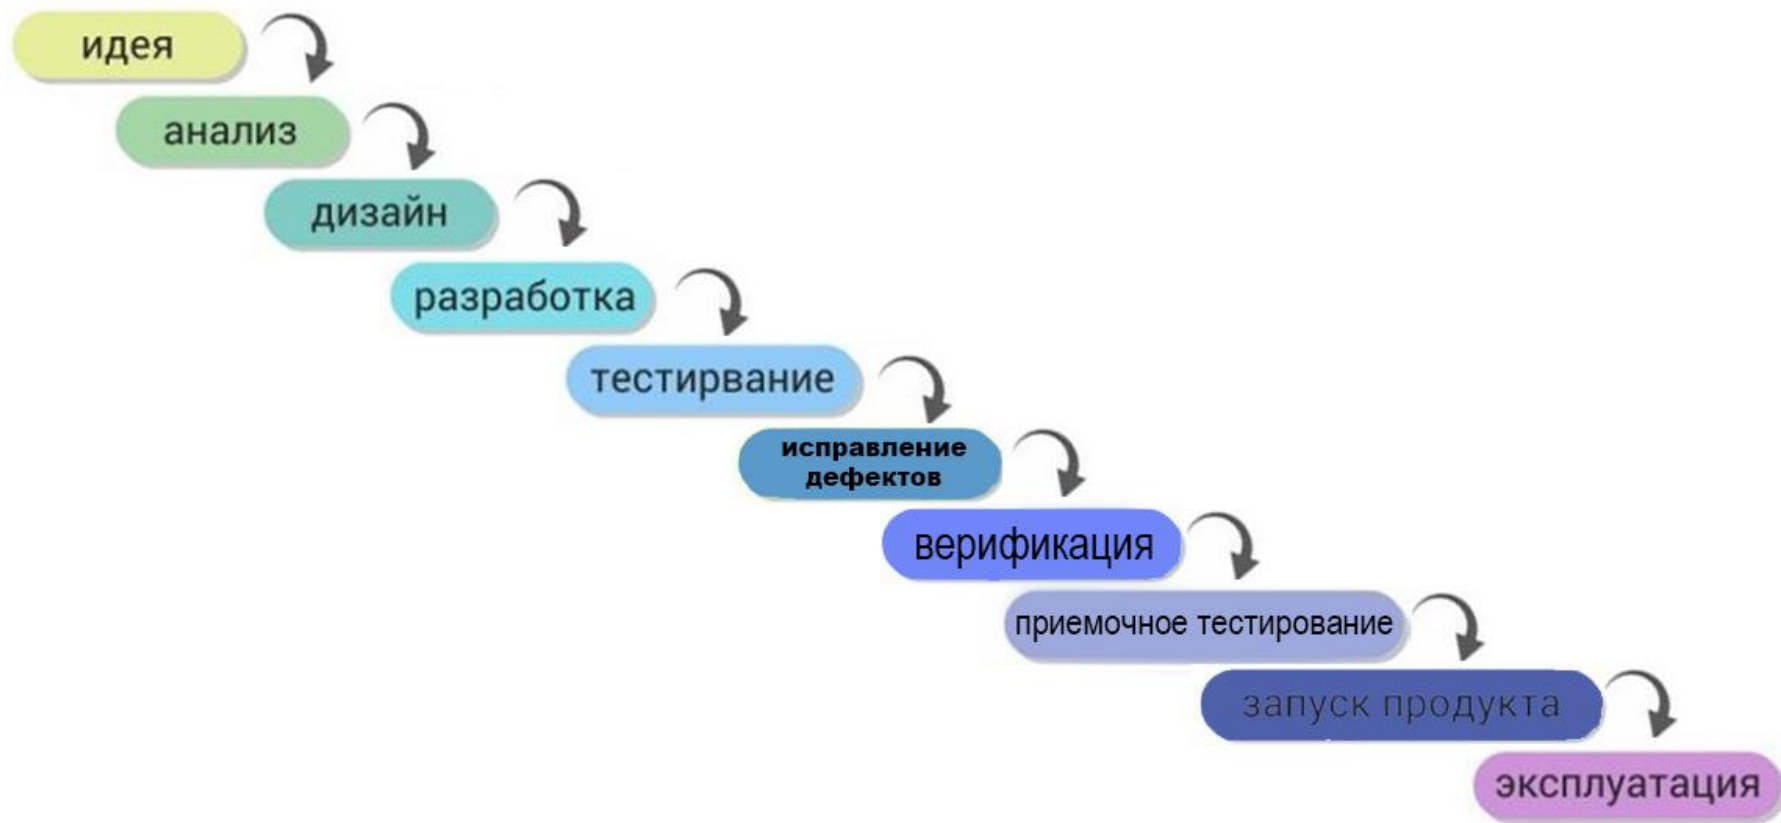 идея
анализ
дизайн
разработка
тестирвание
исправление
дефектов
верификация
приемочное тестирование
запуск продукта
эксплуатация